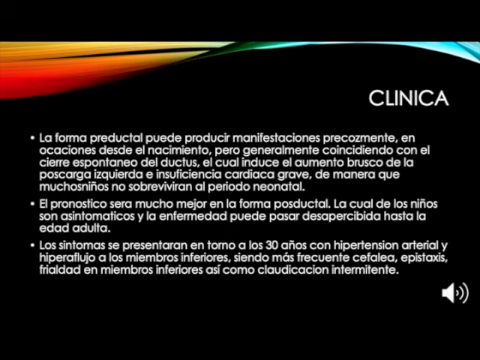 CLINICA
• La forma preductal puede producir manifestaciones precozmente, en
ocaciones desde el nacimiento, pero generalmente coincidiendo con el
cierre espontaneo del ductus, el cual induce el aumento brusco de la
poscarga izquierda e insuficiencia cardiaca grave, de manera que
muchosniños no sobreviviran al periodo neonatal.
• El pronostico sera mucho mejor en la forma posductal. La cual de los niños
son asintomaticos y la enfermedad puede pasar desapercibida hasta la
edad adulta.
• Los sintomas se presentaran en torno a los 30 años con hipertension arterial y
hiperaflujo a los miembros inferiores, siendo más frecuente cefalea, epistaxis,
frialdad en miembros inferiores así como claudicacion intermitente.